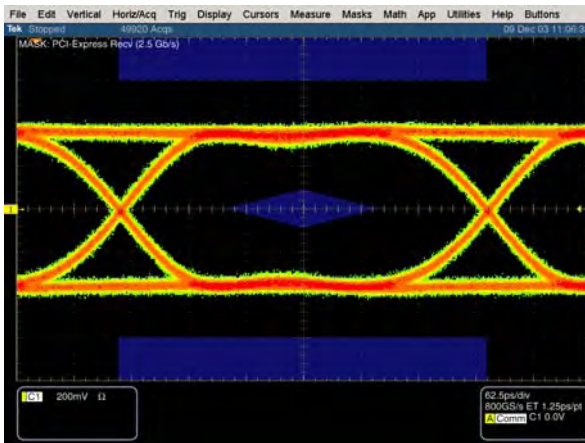 File Edit Vertical Horiz/Acq Trig Display Cursors Measure Masks Math App Utilities Help Buttons
Tek Stopped 49920 Acqs 09 Dec 03 11:06:3
MASK: PCI-Express Recv (2.5 Gb/s)
1
C1 200mV Ω
62.5ps/div
800GS/s ET 1.25ps/pt
A Comm C1 0.0V